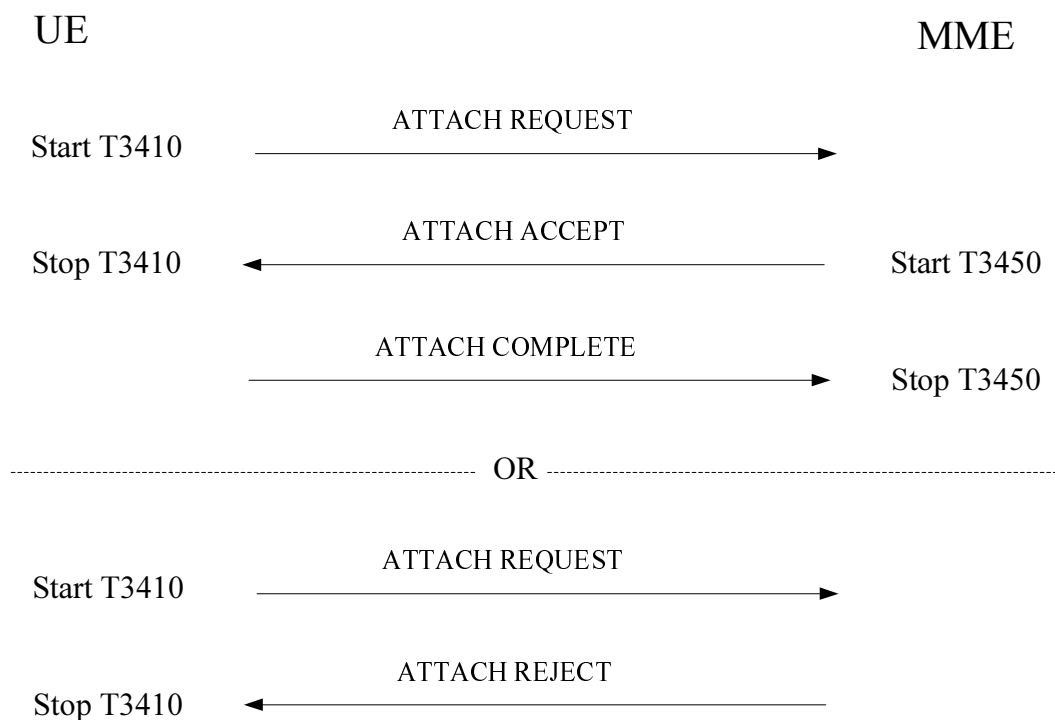 UE
MME
ATTACH REQUEST
Start T3410
ATTACH ACCEPT
Stop T3410
Start T3450
ATTACH COMPLETE
Stop T3450
OR
ATTACH REQUEST
Start T3410
ATTACH REJECT
Stop T3410